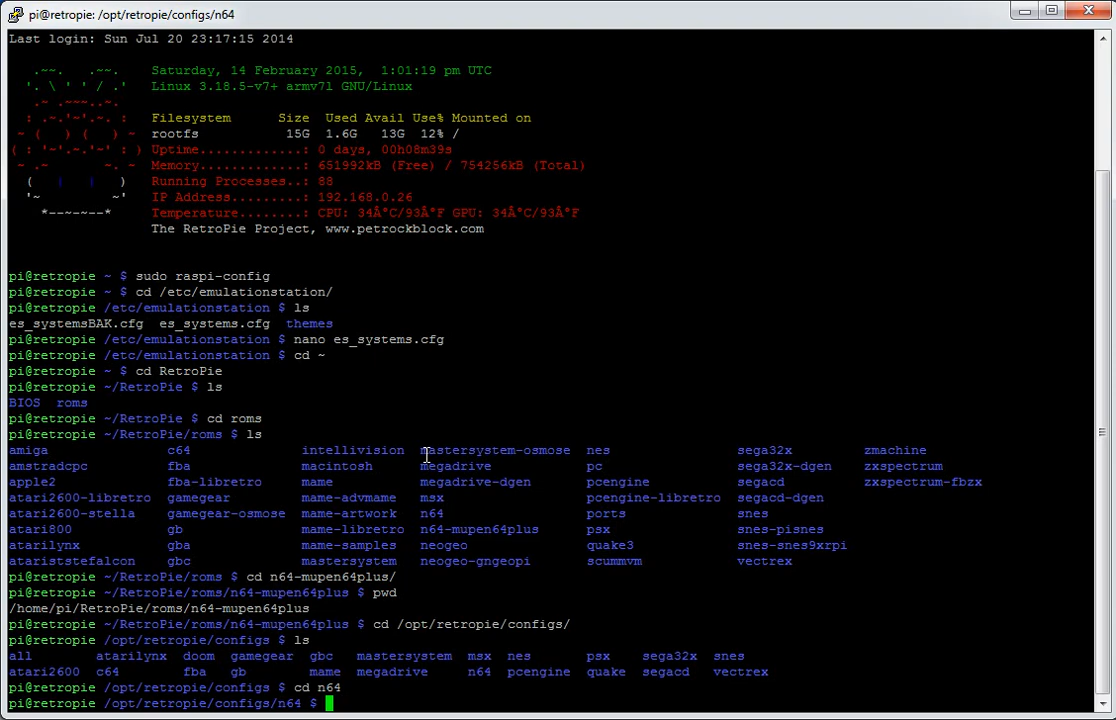 pi@retropie: /opt/retropie/configs/n64
Last login: Sun Jul 20 23:17:15 2014
.~~.   .~~.    Saturday, 14 February 2015,  1:01:19 pm UTC
'. \ ' ' / .'   Linux 3.18.5-v7+ armv7l GNU/Linux
.~ .~~~..~.
: .~.'~'.~. :   Filesystem      Size  Used Avail Use% Mounted on
~ (   ) (   ) ~  rootfs           15G  1.6G   13G  12% /
( : '~'.~.'~' : ) Uptime.............: 0 days, 00h08m39s
~ .~       ~. ~  Memory.............: 651992kB (Free) / 754256kB (Total)
(  |   |  )   Running Processes..: 88
'~         ~'   IP Address.........: 192.168.0.26
*--~-~--*     Temperature........: CPU: 34Å°C/93Å°F GPU: 34Å°C/93Å°F
The RetroPie Project, www.petrockblock.com
pi@retropie ~ $ sudo raspi-config
pi@retropie ~ $ cd /etc/emulationstation/
pi@retropie /etc/emulationstation $ ls
es_systemsBAK.cfg  es_systems.cfg  themes
pi@retropie /etc/emulationstation $ nano es_systems.cfg
pi@retropie /etc/emulationstation $ cd ~
pi@retropie ~ $ cd RetroPie
pi@retropie ~/RetroPie $ ls
BIOS  roms
pi@retropie ~/RetroPie $ cd roms
pi@retropie ~/RetroPie/roms $ ls
amiga  c64  intellivision  mastersystem-osmose  nes  sega32x  zmachine
amstradcpc  fba  macintosh  megadrive  pc  sega32x-dgen  zxspectrum
apple2  fba-libretro  mame  megadrive-dgen  pcengine  segacd  zxspectrum-fbzx
atari2600-libretro  gamegear  mame-advmame  msx  pcengine-libretro  segacd-dgen
atari2600-stella  gamegear-osmose  mame-artwork  n64  ports  snes
atari800  gb  mame-libretro  n64-mupen64plus  psx  snes-pisnes
atarilynx  gba  mame-samples  neogeo  quake3  snes-snes9xrpi
atariststefalcon  gbc  mastersystem  neogeo-gngeopi  scummvm  vectrex
pi@retropie ~/RetroPie/roms $ cd n64-mupen64plus/
pi@retropie ~/RetroPie/roms/n64-mupen64plus $ pwd
/home/pi/RetroPie/roms/n64-mupen64plus
pi@retropie ~/RetroPie/roms/n64-mupen64plus $ cd /opt/retropie/configs/
pi@retropie /opt/retropie/configs $ ls
all  atarilynx  doom  gamegear  gbc  mastersystem  msx  nes  psx  sega32x  snes
atari2600  c64  fba  gb  mame  megadrive  n64  pcengine  quake  segacd  vectrex
pi@retropie /opt/retropie/configs $ cd n64
pi@retropie /opt/retropie/configs/n64 $